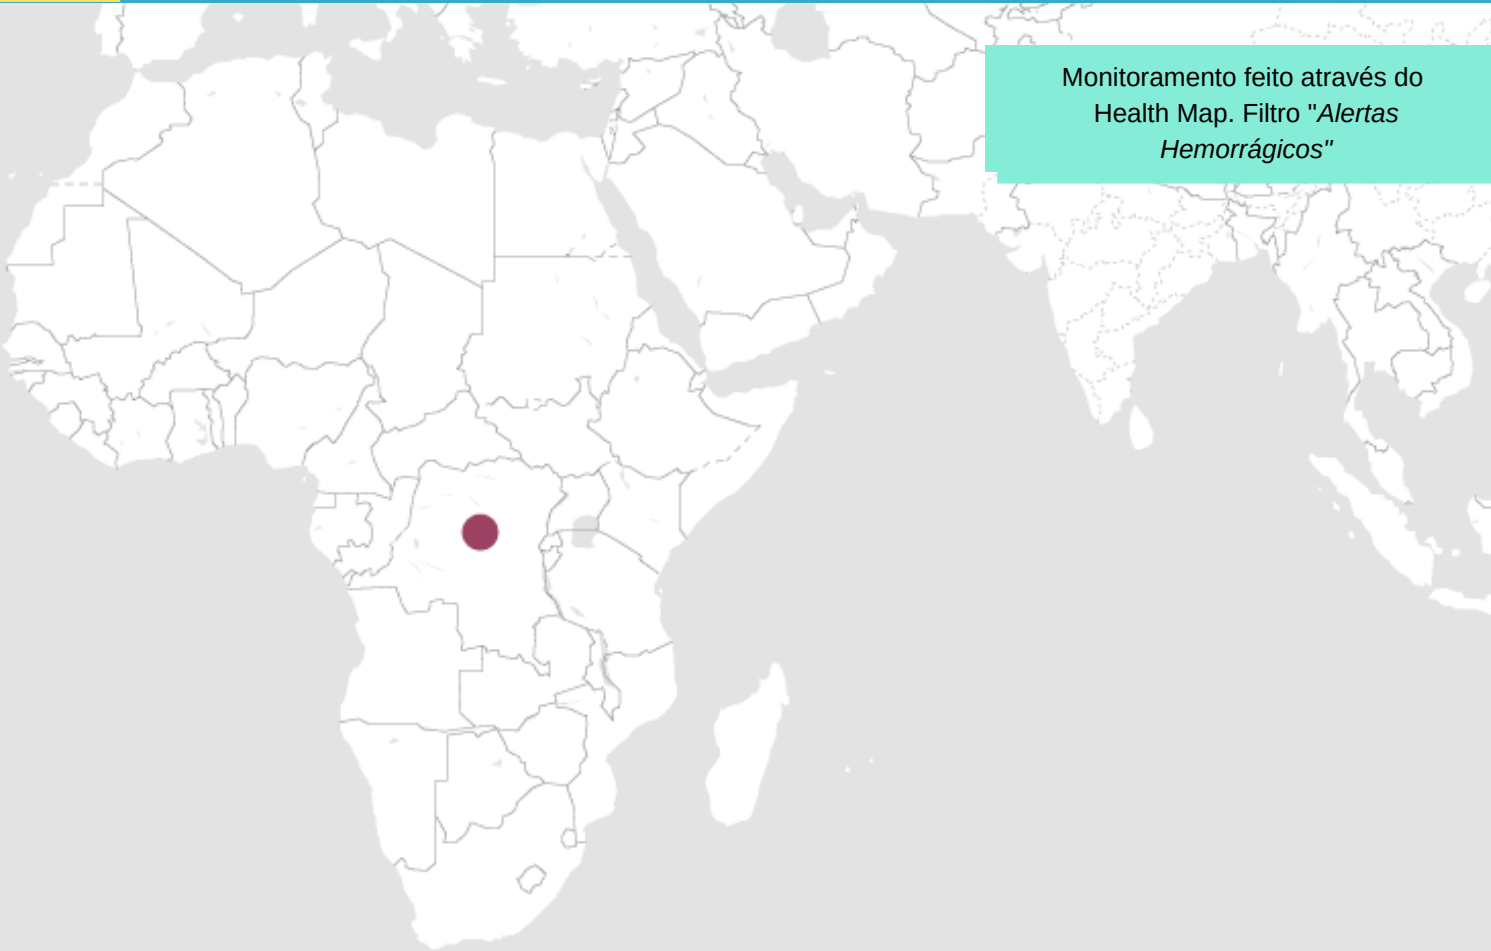 Monitoramento feito através do
Health Map. Filtro "Alertas
Hemorrágicos"